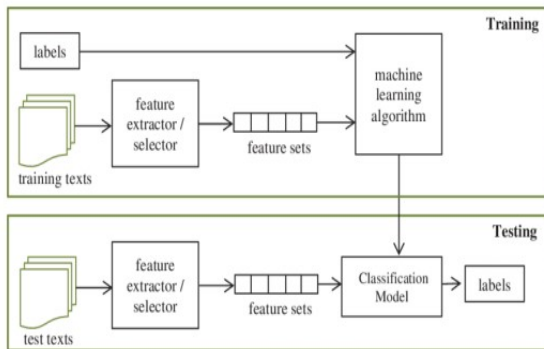 Training
labels
machine
learning
algorithm
feature
extractor /
selector
feature sets
training texts
Testing
feature
extractor /
selector
feature sets
Classification
Model
labels
test texts